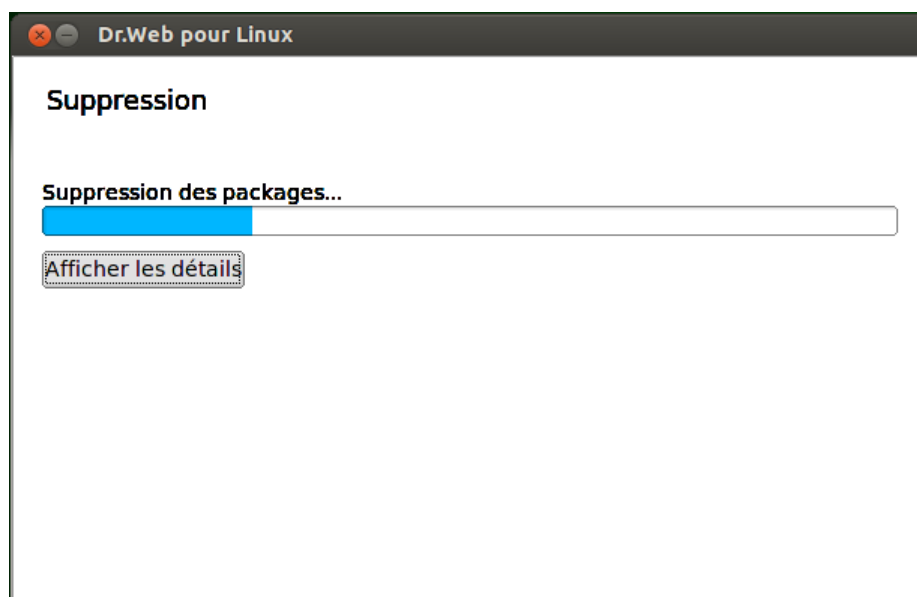 Dr.Web pour Linux
Suppression
Suppression des packages...
Afficher les détails